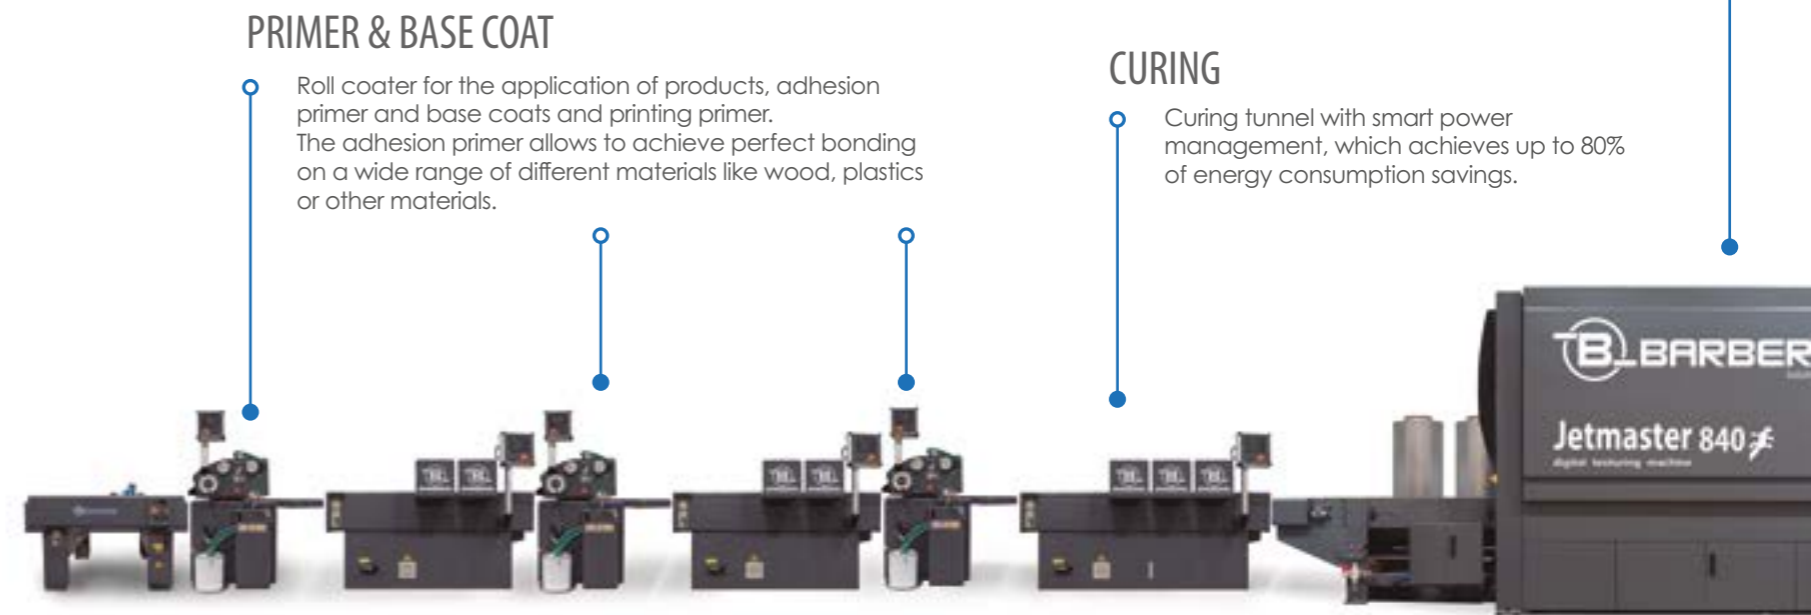 PRIMER & BASE COAT
Roll coater for the application of products, adhesion
primer and base coats and printing primer.
The adhesion primer allows to achieve perfect bonding
on a wide range of different materials like wood, plastics
or other materials.
CURING
Curing tunnel with smart power
management, which achieves up to 80%
of energy consumption savings.
BARBER
Jetmaster 840
digital texturing machine